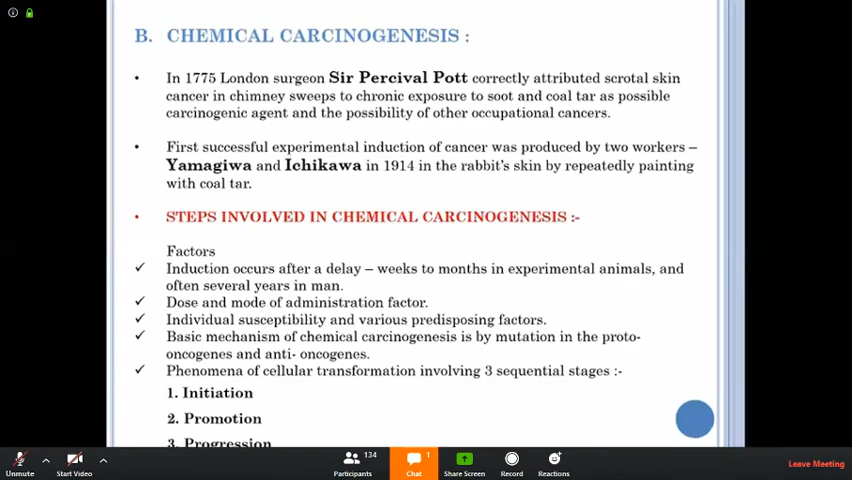 B. CHEMICAL CARCINOGENESIS :
• In 1775 London surgeon Sir Percival Pott correctly attributed scrotal skin
cancer in chimney sweeps to chronic exposure to soot and coal tar as possible
carcinogenic agent and the possibility of other occupational cancers.
• First successful experimental induction of cancer was produced by two workers –
Yamagiwa and Ichikawa in 1914 in the rabbit's skin by repeatedly painting
with coal tar.
• STEPS INVOLVED IN CHEMICAL CARCINOGENESIS :-
Factors
✓ Induction occurs after a delay – weeks to months in experimental animals, and
often several years in man.
✓ Dose and mode of administration factor.
✓ Individual susceptibility and various predisposing factors.
✓ Basic mechanism of chemical carcinogenesis is by mutation in the proto-
oncogenes and anti- oncogenes.
✓ Phenomena of cellular transformation involving 3 sequential stages :-
1. Initiation
2. Promotion
3. Progression
Unmute
Start Video
134
Participants
1
Chat
Share Screen
Record
Reactions
Leave Meeting